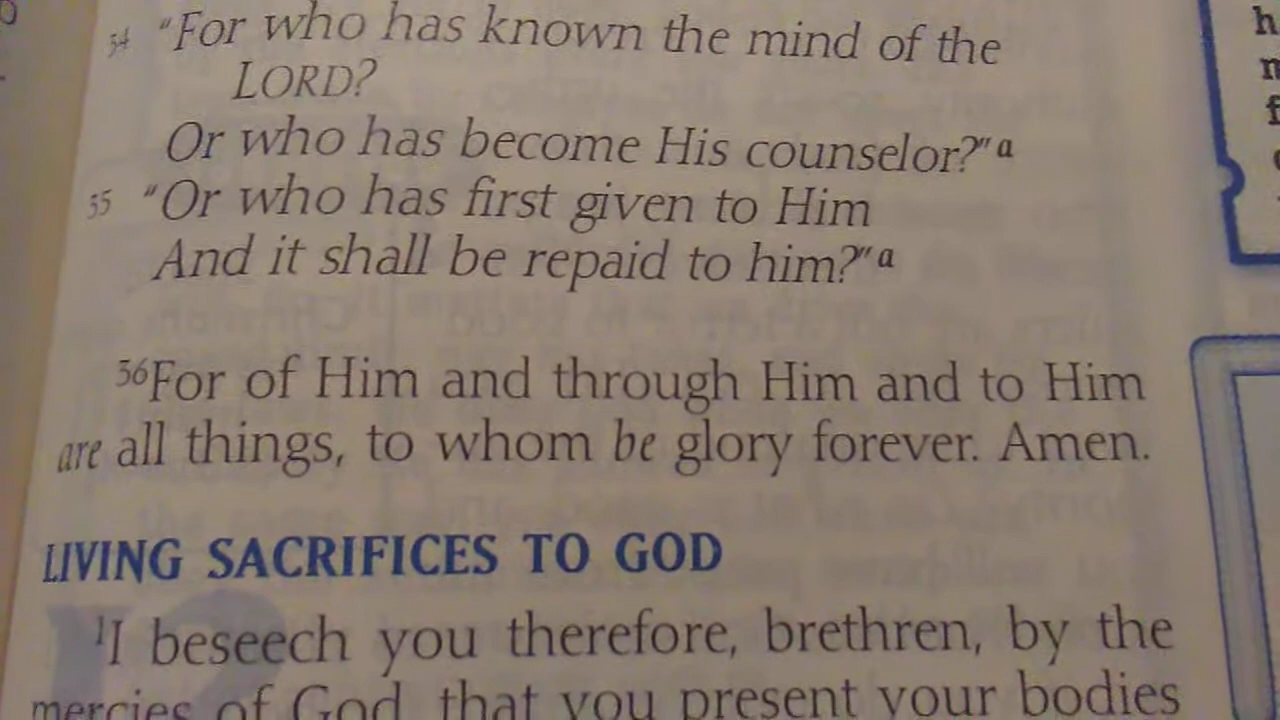 34 "For who has known the mind of the
LORD?
Or who has become His counselor?"a
35 "Or who has first given to Him
And it shall be repaid to him?"a
36For of Him and through Him and to Him
are all things, to whom be glory forever. Amen.
LIVING SACRIFICES TO GOD
12
1I beseech you therefore, brethren, by the
mercies of God, that you present your bodies